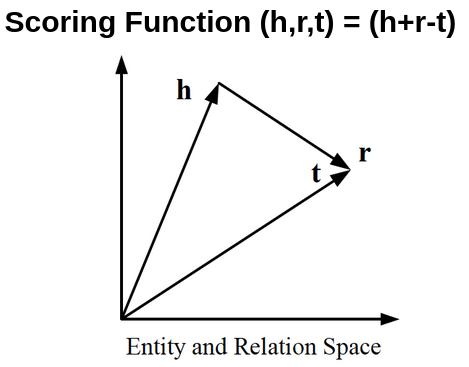 Scoring Function (h,r,t) = (h+r-t)
h
r
t
Entity and Relation Space